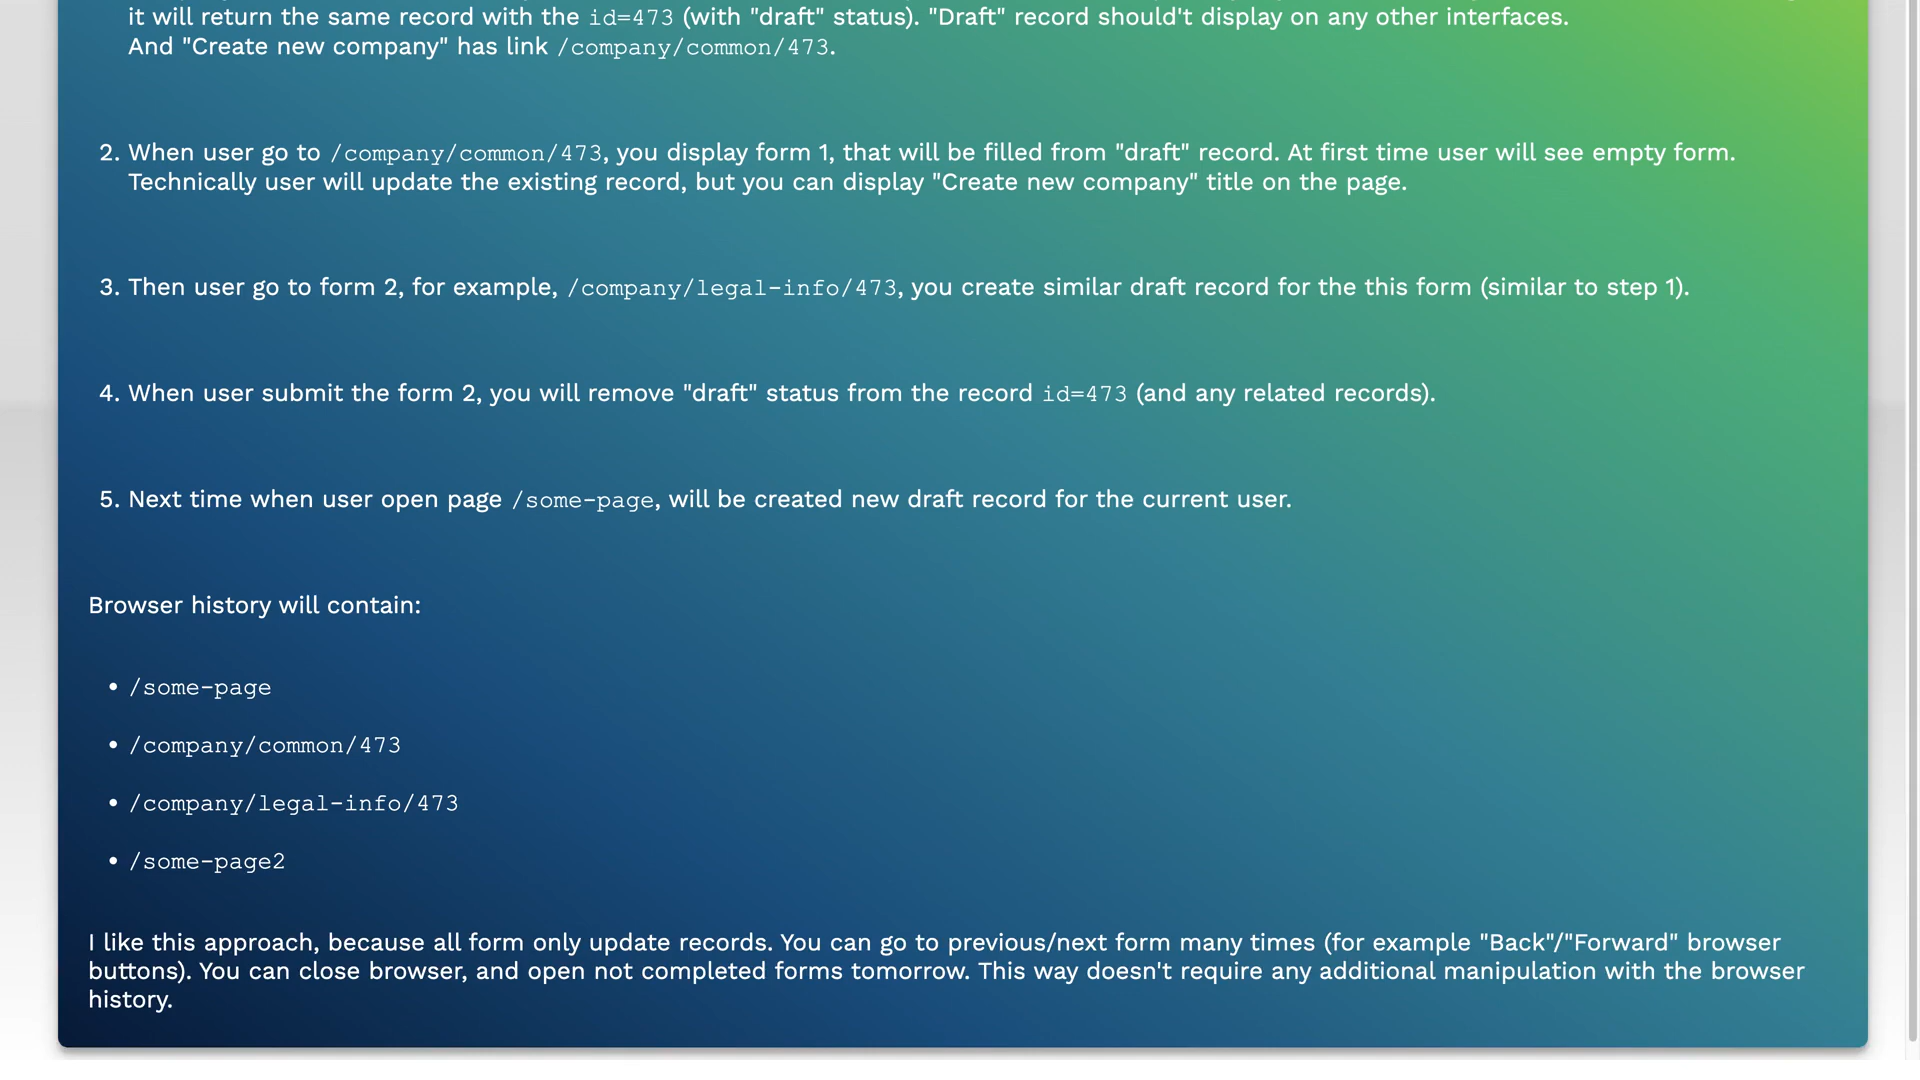 it will return the same record with the id=473 (with "draft" status). "Draft" record should't display on any other interfaces.
And "Create new company" has link /company/common/473.
2. When user go to /company/common/473, you display form 1, that will be filled from "draft" record. At first time user will see empty form.
Technically user will update the existing record, but you can display "Create new company" title on the page.
3. Then user go to form 2, for example, /company/legal-info/473, you create similar draft record for the this form (similar to step 1).
4. When user submit the form 2, you will remove "draft" status from the record id=473 (and any related records).
5. Next time when user open page /some-page, will be created new draft record for the current user.
Browser history will contain:
• /some-page
• /company/common/473
• /company/legal-info/473
• /some-page2
I like this approach, because all form only update records. You can go to previous/next form many times (for example "Back"/"Forward" browser
buttons). You can close browser, and open not completed forms tomorrow. This way doesn't require any additional manipulation with the browser
history.